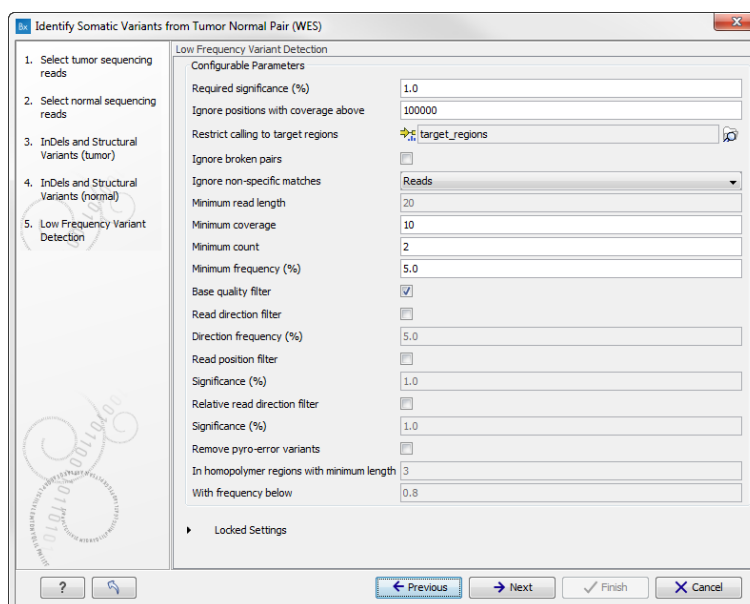 Bx Identify Somatic Variants from Tumor Normal Pair (WES)
1. Select tumor sequencing
reads
2. Select normal sequencing
reads
3. InDels and Structural
Variants (tumor)
4. InDels and Structural
Variants (normal)
5. Low Frequency Variant
Detection
Low Frequency Variant Detection
Configurable Parameters
Required significance (%) 1.0
Ignore positions with coverage above 100000
Restrict calling to target regions target_regions
Ignore broken pairs
Ignore non-specific matches Reads
Minimum read length 20
Minimum coverage 10
Minimum count 2
Minimum frequency (%) 5.0
Base quality filter
Read direction filter
Direction frequency (%) 5.0
Read position filter
Significance (%) 1.0
Relative read direction filter
Significance (%) 1.0
Remove pyro-error variants
In homopolymer regions with minimum length 3
With frequency below 0.8
Locked Settings
? Previous Next Finish Cancel